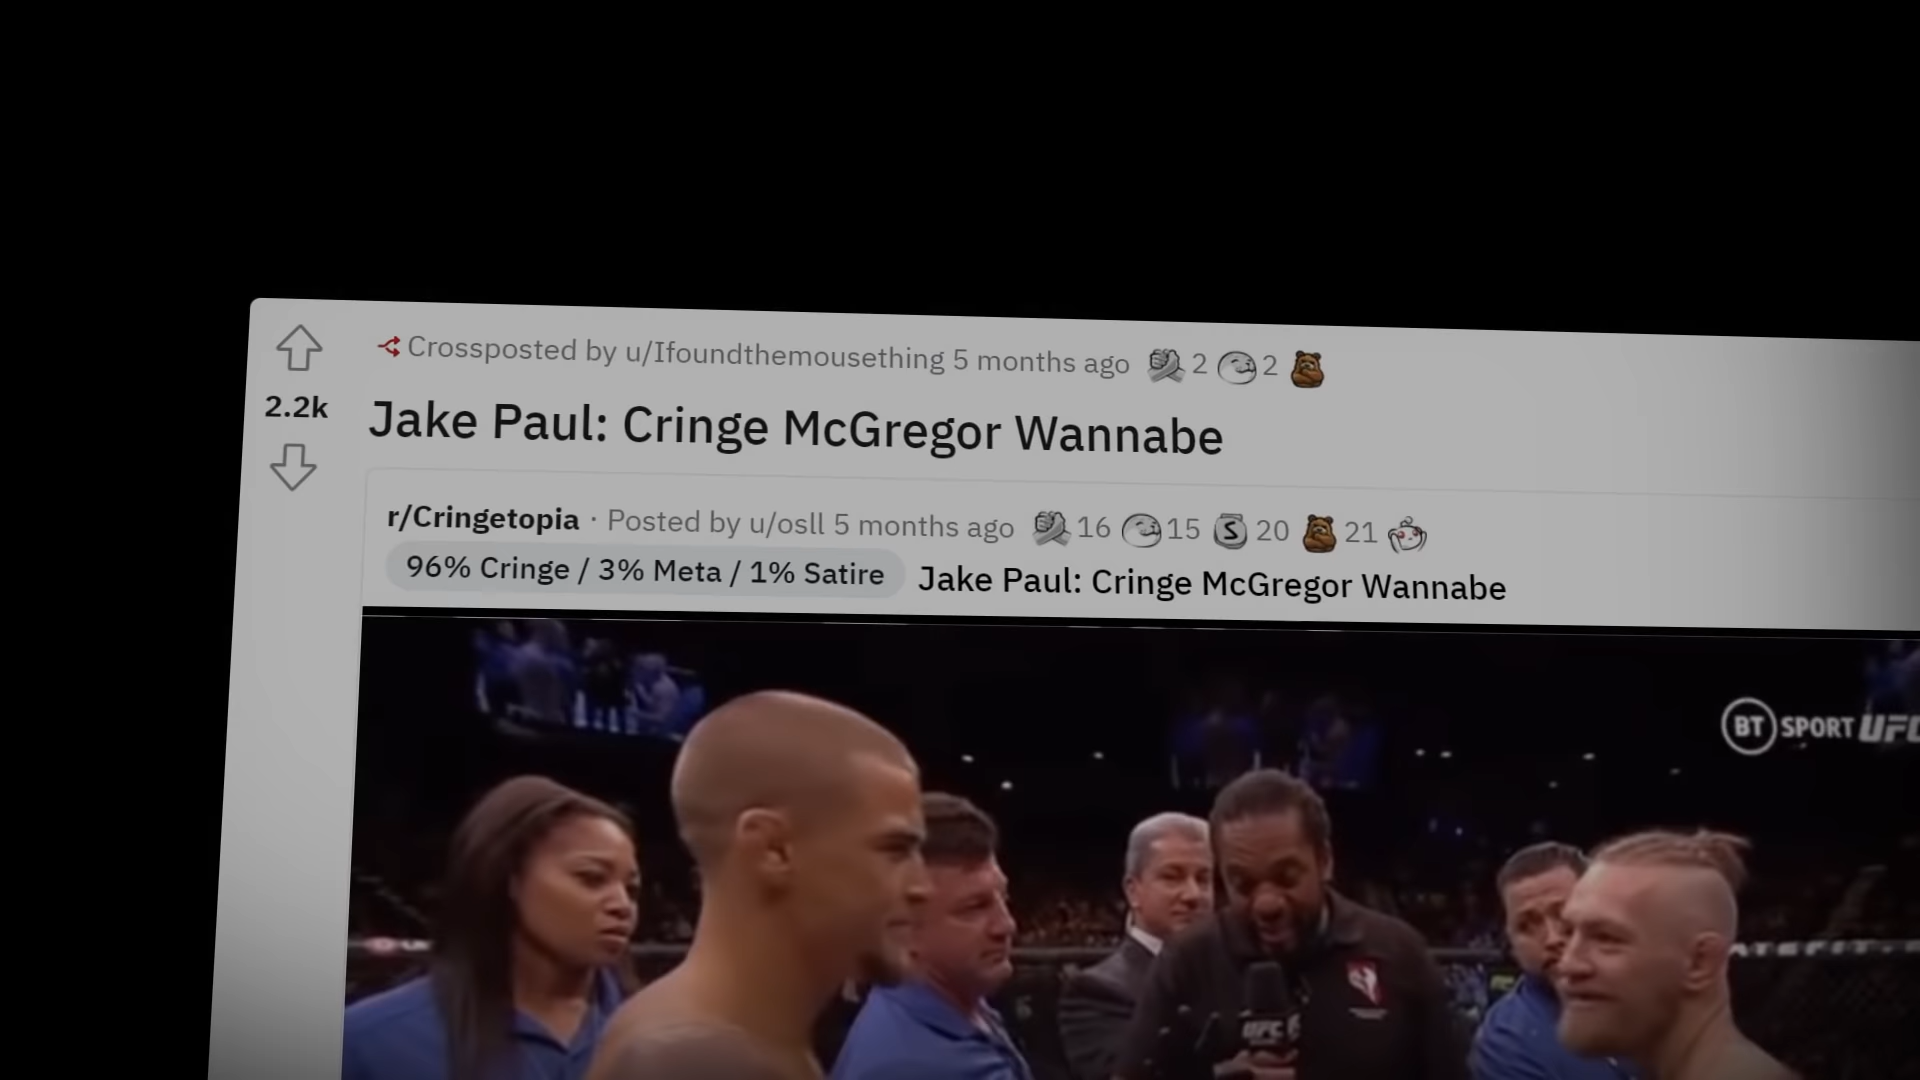 Crossposted by u/Ifoundthemousething 5 months ago 2 2
2.2k
Jake Paul: Cringe McGregor Wannabe
r/Cringetopia · Posted by u/osll 5 months ago 16 15 S 20 21
96% Cringe / 3% Meta / 1% Satire Jake Paul: Cringe McGregor Wannabe
BT SPORT UFC
UFC